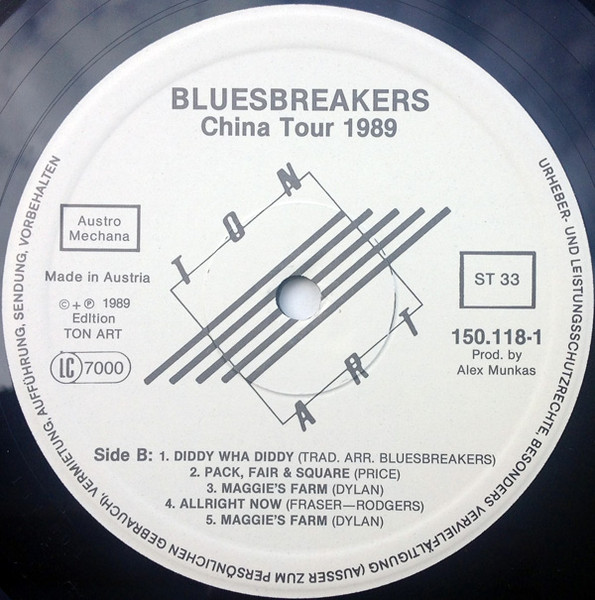 BLUESBREAKERS
China Tour 1989
TON
ART
Austro
Mechana
Made in Austria
©+℗ 1989
Edition
TON ART
LC 7000
ST 33
150.118-1
Prod. by
Alex Munkas
Side B: 1. DIDDY WHA DIDDY (TRAD. ARR. BLUESBREAKERS)
2. PACK, FAIR & SQUARE (PRICE)
3. MAGGIE'S FARM (DYLAN)
4. ALLRIGHT NOW (FRASER—RODGERS)
5. MAGGIE'S FARM (DYLAN)
URHEBER- UND LEISTUNGSSCHUTZRECHTE, BESONDERS VERVIELFÄLTIGUNG (AUSSER ZUM PERSÖNLICHEN GEBRAUCH), VERMIETUNG, AUFFÜHRUNG, SENDUNG, VORBEHALTEN